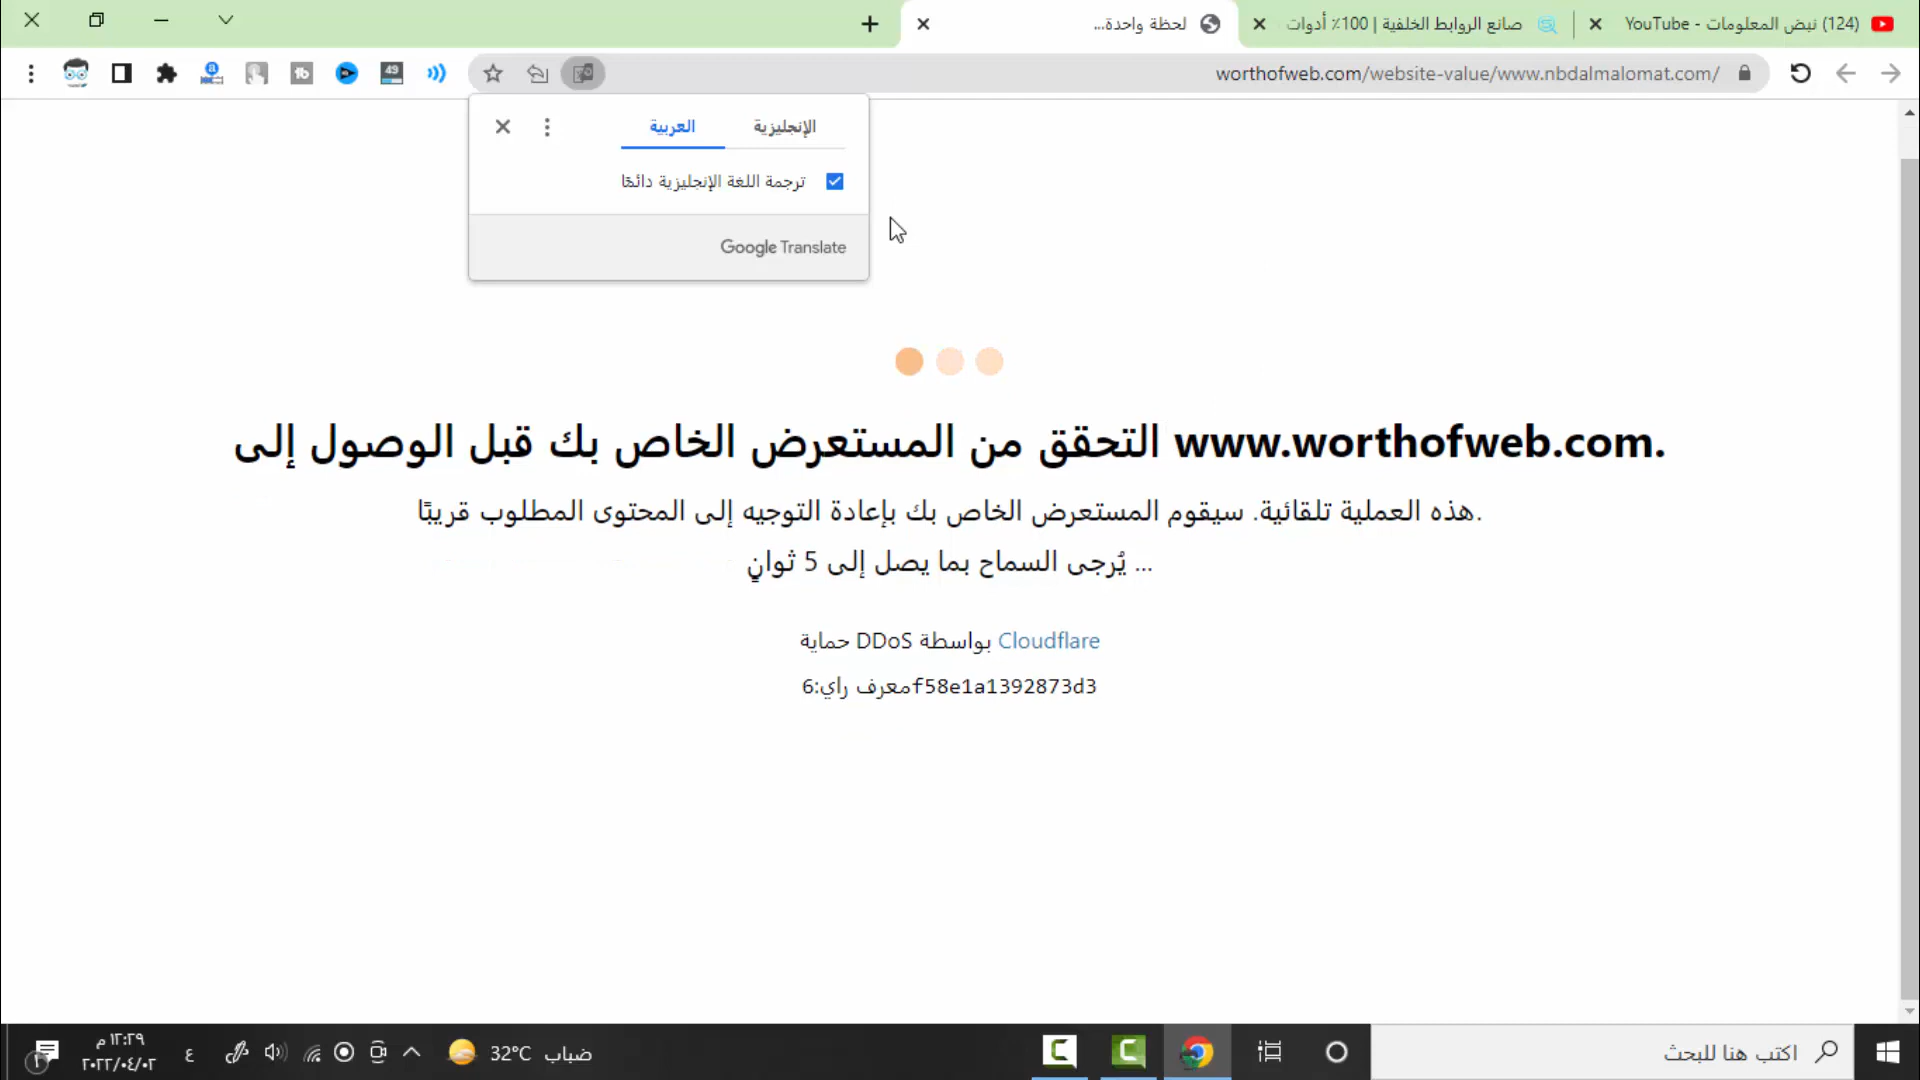 (124) نبض المعلومات - YouTube
صانع الروابط الخلفية | 100٪ أدوات
لحظة واحدة...
worthofweb.com/website-value/www.nbdalmalomat.com/
49
الإنجليزية
العربية
ترجمة اللغة الإنجليزية دائمًا
Google Translate
التحقق من المستعرض الخاص بك قبل الوصول إلى www.worthofweb.com.
هذه العملية تلقائية. سيقوم المستعرض الخاص بك بإعادة التوجيه إلى المحتوى المطلوب قريبًا.
يُرجى السماح بما يصل إلى 5 ثوانٍ ...
حماية DDoS بواسطة Cloudflare
معرف راي:6f58e1a1392873d3
اكتب هنا للبحث
32°C ضباب
ع
١٢:٢٩ م
٢٠٢٢/٠٤/٠٢
١